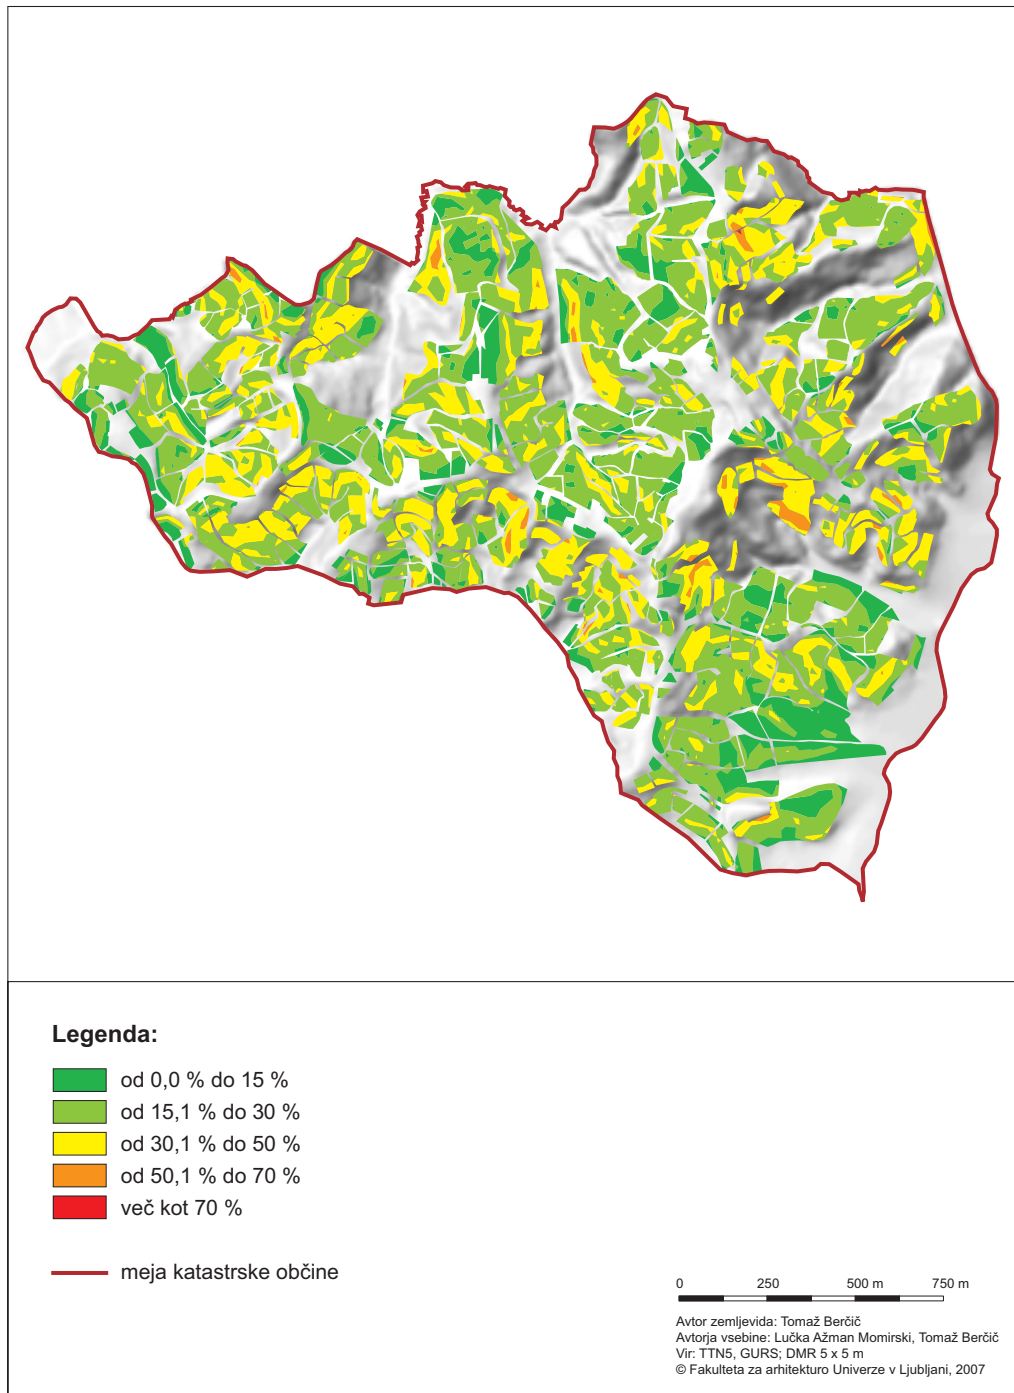 Legenda:
od 0,0 % do 15 %
od 15,1 % do 30 %
od 30,1 % do 50 %
od 50,1 % do 70 %
več kot 70 %
meja katastrske občine
0 250 500 m 750 m
Avtor zemljevida: Tomaž Berčič
Avtorja vsebine: Lučka Ažman Momirski, Tomaž Berčič
Vir: TTN5, GURS; DMR 5 x 5 m
© Fakulteta za arhitekturo Univerze v Ljubljani, 2007